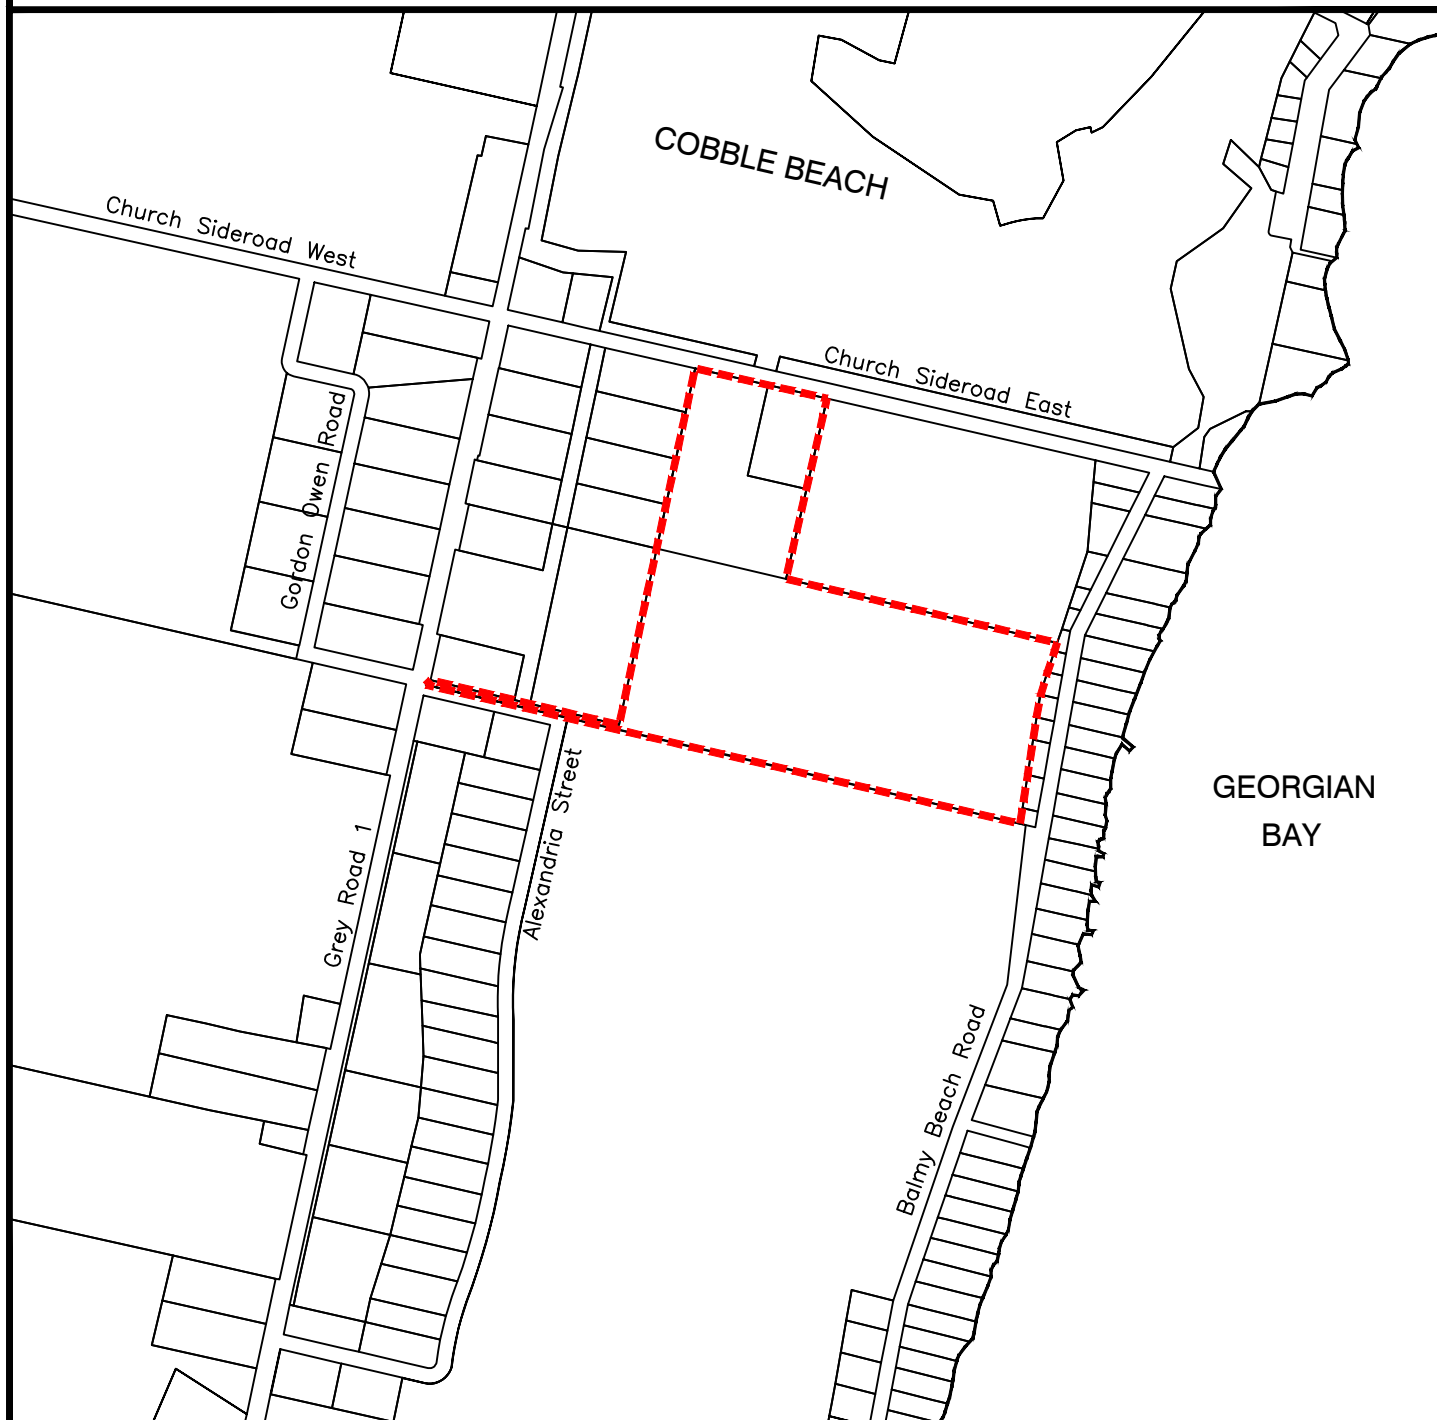 COBBLE BEACH
Church Sideroad West
Church Sideroad East
Gordon Owen Road
Alexandria Street
GEORGIAN
BAY
Grey Road 1
Balmy Beach Road